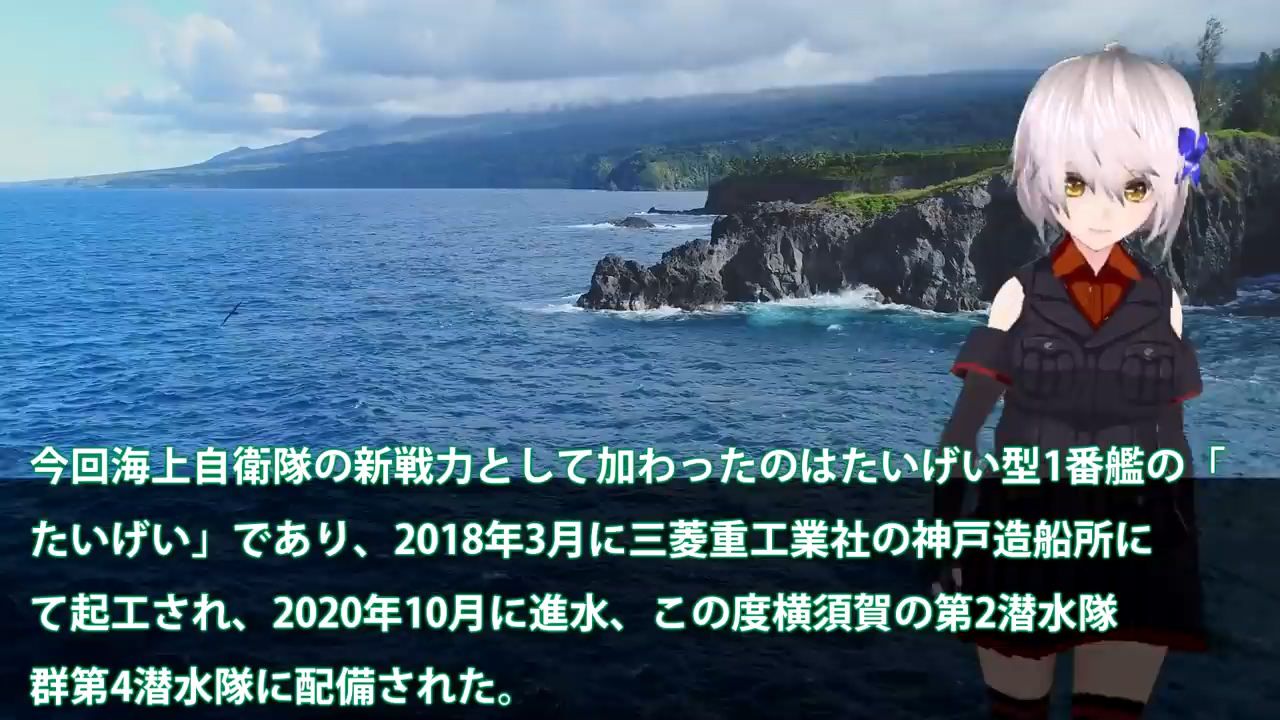 今回海上自衛隊の新戦力として加わったのはたいげい型1番艦の「
たいげい」であり、2018年3月に三菱重工業社の神戸造船所に
て起工され、2020年10月に進水、この度横須賀の第2潜水隊
群第4潜水隊に配備された。